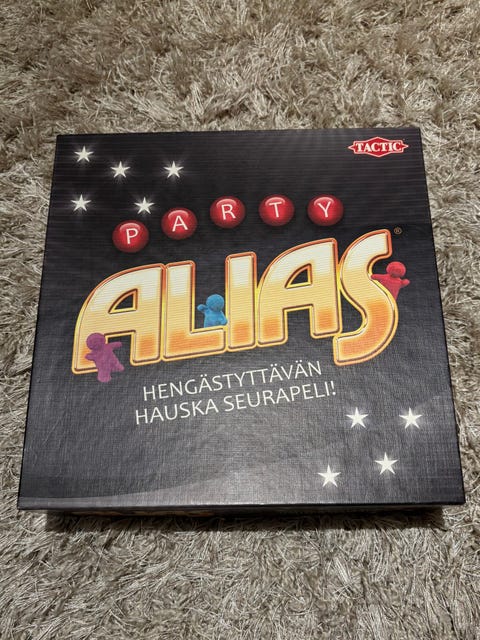 TACTIC
PARTY
ALIAS®
HENGÄSTYTTÄVÄN
HAUSKA SEURAPELI!